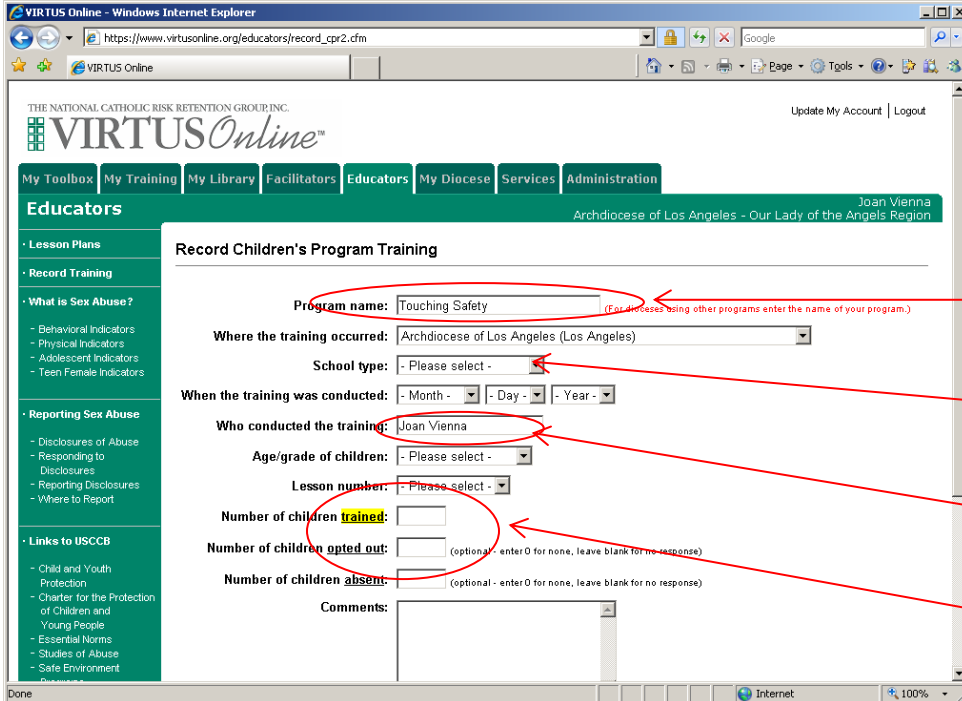 VIRTUS Online - Windows Internet Explorer
https://www.virtusonline.org/educators/record_cpr2.cfm
Google
VIRTUS Online
Page
Tools
THE NATIONAL CATHOLIC RISK RETENTION GROUP, INC.
VIRTUS Online™
Update My Account | Logout
My Toolbox My Training My Library Facilitators Educators My Diocese Services Administration
Educators
Joan Vienna
Archdiocese of Los Angeles - Our Lady of the Angels Region
· Lesson Plans
· Record Training
· What is Sex Abuse?
- Behavioral Indicators
- Physical Indicators
- Adolescent Indicators
- Teen Female Indicators
· Reporting Sex Abuse
- Disclosures of Abuse
- Responding to
Disclosures
- Reporting Disclosures
- Where to Report
· Links to USCCB
- Child and Youth
Protection
- Charter for the Protection
of Children and
Young People
- Essential Norms
- Studies of Abuse
- Safe Environment
Record Children's Program Training
Program name: Touching Safety (For dioceses using other programs enter the name of your program.)
Where the training occurred: Archdiocese of Los Angeles (Los Angeles)
School type: - Please select -
When the training was conducted: - Month - - Day - - Year -
Who conducted the training: Joan Vienna
Age/grade of children: - Please select -
Lesson number: - Please select -
Number of children trained:
Number of children opted out: (optional - enter 0 for none, leave blank for no response)
Number of children absent: (optional - enter 0 for none, leave blank for no response)
Comments:
Done
Internet
100%